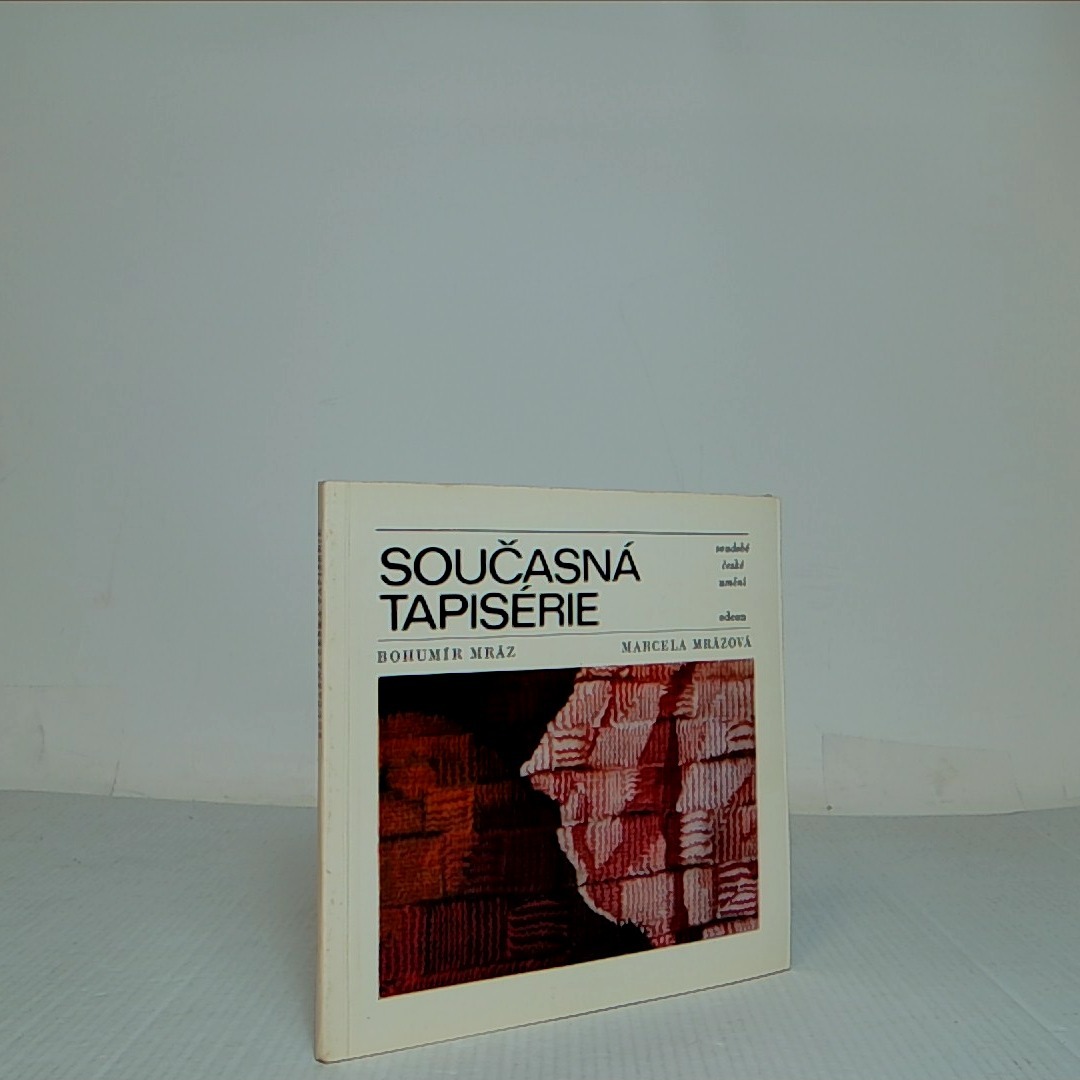 SOUČASNÁ
TAPISÉRIE
soudobé
české
umění
odeon
BOHUMÍR MRÁZ
MARCELA MRÁZOVÁ